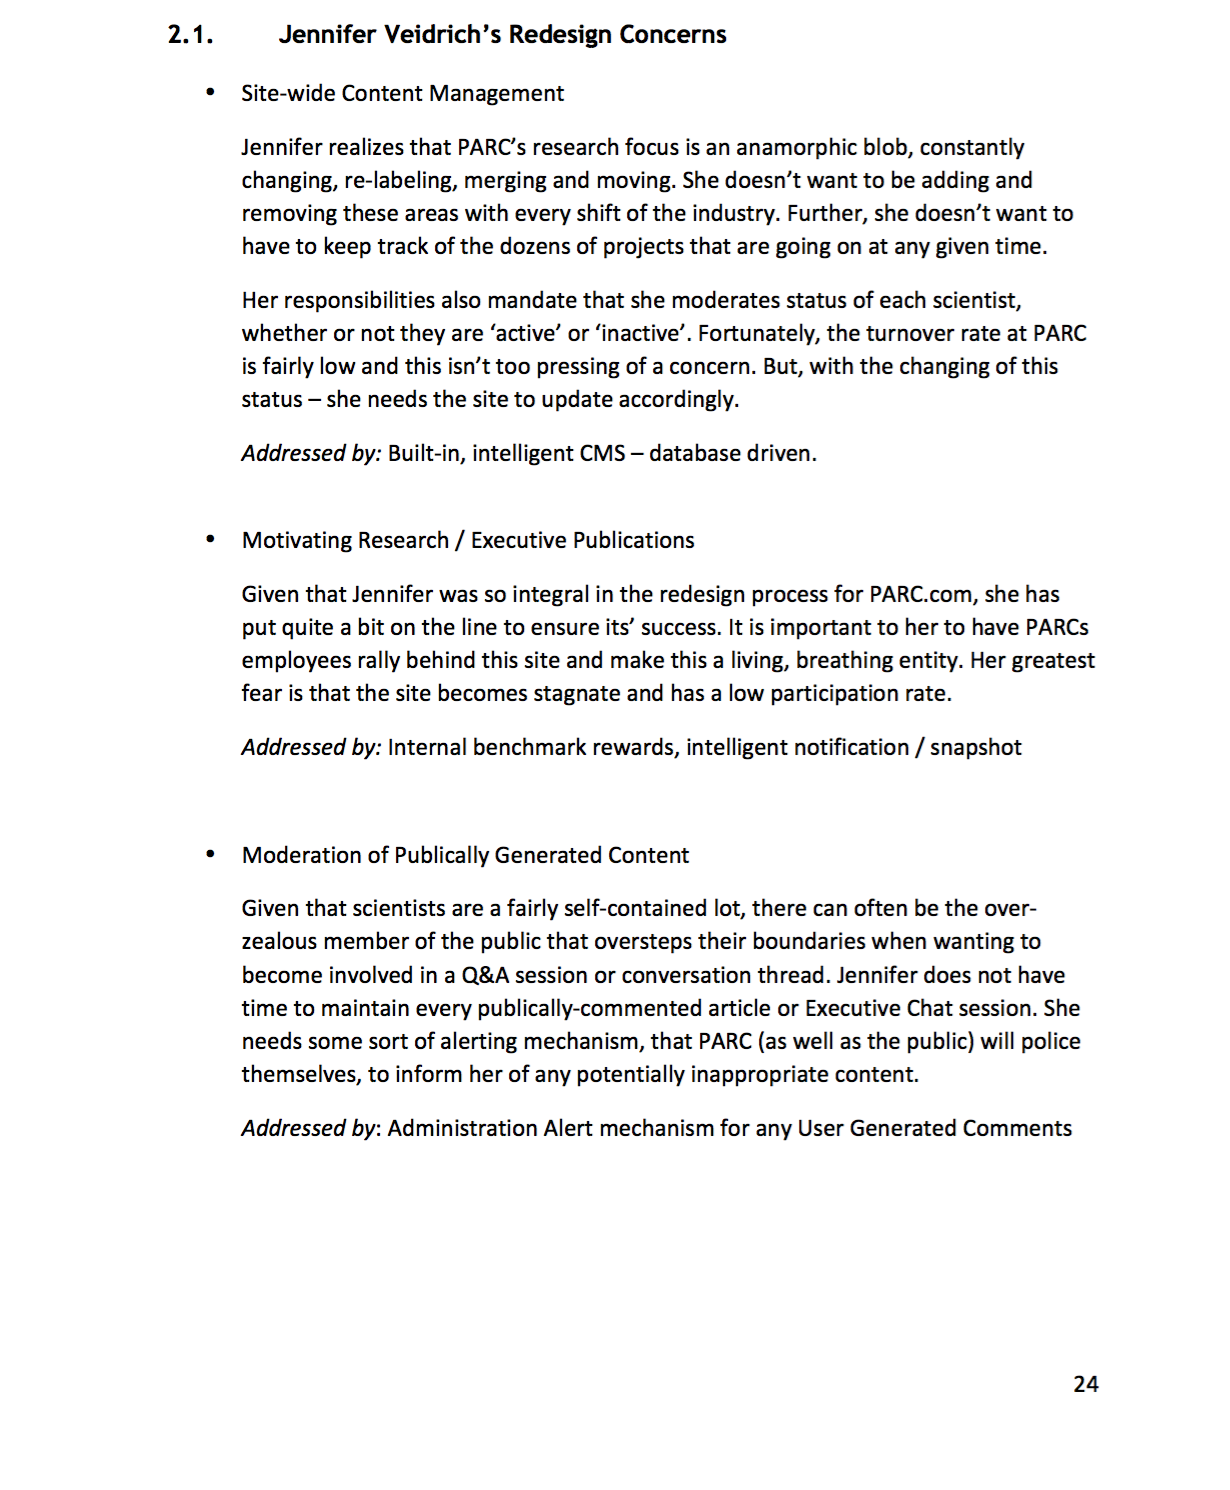 2.1. Jennifer Veidrich’s Redesign Concerns
• Site-wide Content Management
Jennifer realizes that PARC’s research focus is an anamorphic blob, constantly
changing, re-labeling, merging and moving. She doesn’t want to be adding and
removing these areas with every shift of the industry. Further, she doesn’t want to
have to keep track of the dozens of projects that are going on at any given time.
Her responsibilities also mandate that she moderates status of each scientist,
whether or not they are ‘active’ or ‘inactive’. Fortunately, the turnover rate at PARC
is fairly low and this isn’t too pressing of a concern. But, with the changing of this
status – she needs the site to update accordingly.
Addressed by: Built-in, intelligent CMS – database driven.
• Motivating Research / Executive Publications
Given that Jennifer was so integral in the redesign process for PARC.com, she has
put quite a bit on the line to ensure its’ success. It is important to her to have PARCs
employees rally behind this site and make this a living, breathing entity. Her greatest
fear is that the site becomes stagnate and has a low participation rate.
Addressed by: Internal benchmark rewards, intelligent notification / snapshot
• Moderation of Publically Generated Content
Given that scientists are a fairly self-contained lot, there can often be the over-
zealous member of the public that oversteps their boundaries when wanting to
become involved in a Q&A session or conversation thread. Jennifer does not have
time to maintain every publically-commented article or Executive Chat session. She
needs some sort of alerting mechanism, that PARC (as well as the public) will police
themselves, to inform her of any potentially inappropriate content.
Addressed by: Administration Alert mechanism for any User Generated Comments
24